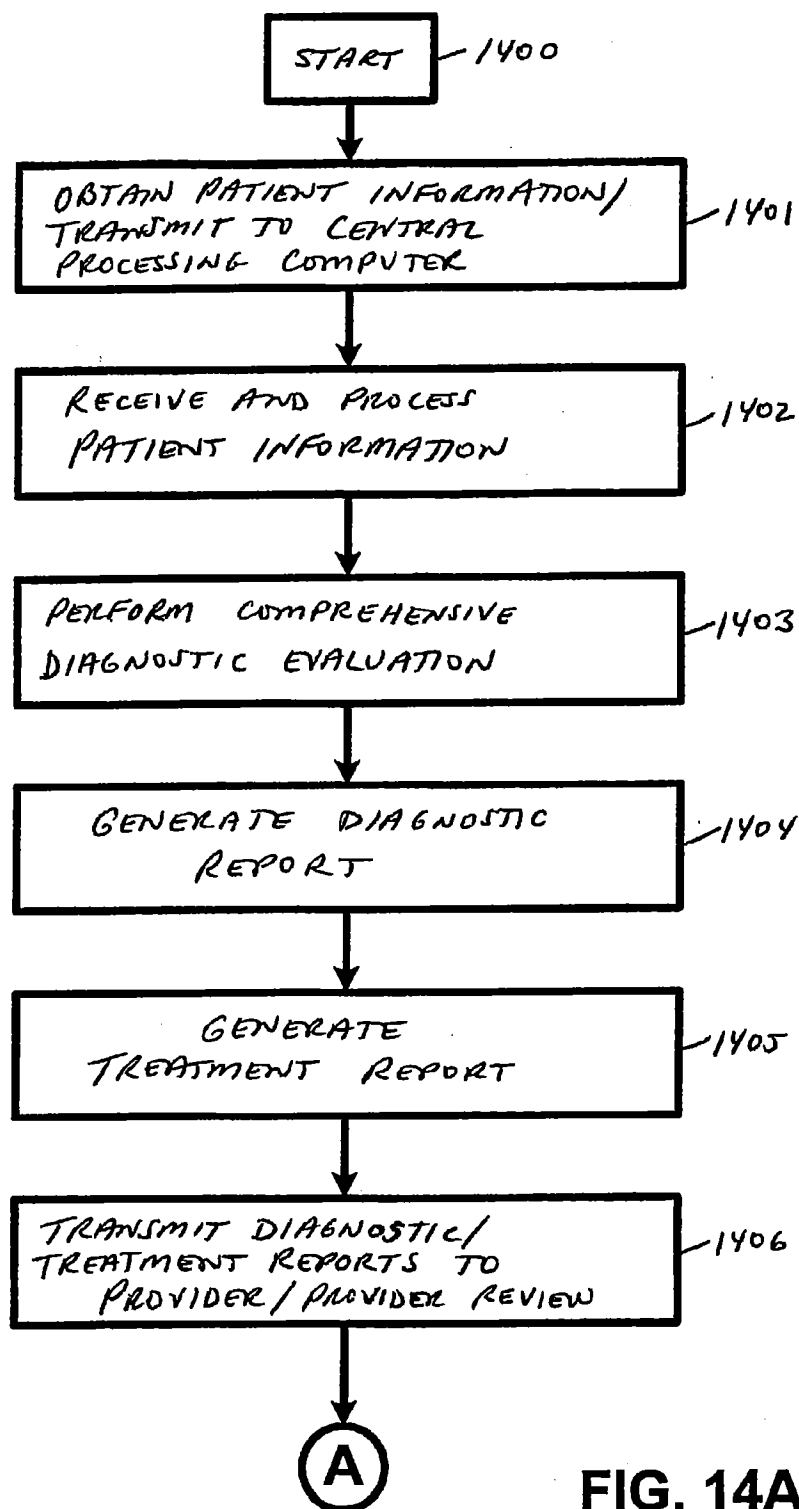 START 1400
OBTAIN PATIENT INFORMATION/
TRANSMIT TO CENTRAL
PROCESSING COMPUTER
1401
RECEIVE AND PROCESS
PATIENT INFORMATION
1402
PERFORM COMPREHENSIVE
DIAGNOSTIC EVALUATION
1403
GENERATE DIAGNOSTIC
REPORT
1404
GENERATE
TREATMENT REPORT
1405
TRANSMIT DIAGNOSTIC/
TREATMENT REPORTS TO
PROVIDER/PROVIDER REVIEW
1406
A
FIG. 14A